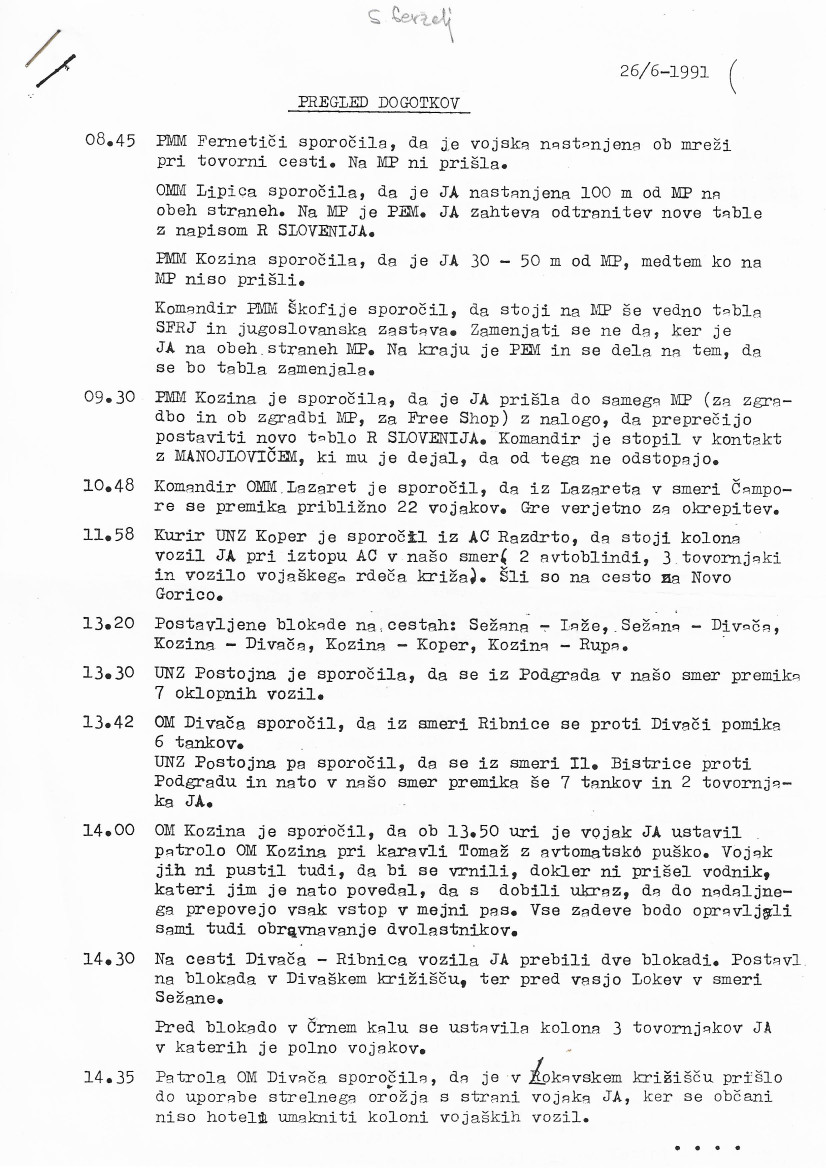 26/6-1991
PREGLED DOGOTKOV
08.45 PMM Fernetiči sporočila, da je vojska nastanjena ob mreži
pri tovorni cesti. Na MP ni prišla.
OMM Lipica sporočila, da je JA nastanjena 100 m od MP na
obeh straneh. Na MP je PEM. JA zahteva odtranitev nove table
z napisom R SLOVENIJA.
PMM Kozina sporočila, da je JA 30 - 50 m od MP, medtem ko na
MP niso prišli.
Komandir PMM Škofije sporočil, da stoji na MP še vedno tabla
SFRJ in jugoslovanska zastava. Zamenjati se ne da, ker je
JA na obeh straneh MP. Na kraju je PEM in se dela na tem, da
se bo tabla zamenjala.
09.30 PMM Kozina je sporočila, da je JA prišla do samega MP (za zgra-
dbo in ob zgradbi MP, za Free Shop) z nalogo, da preprečijo
postaviti novo tablo R SLOVENIJA. Komandir je stopil v kontakt
z MANOJLOVIČEM, ki mu je dejal, da od tega ne odstopajo.
10.48 Komandir OMM Lazaret je sporočil, da iz Lazareta v smeri Čampo-
re se premika približno 22 vojakov. Gre verjetno za okrepitev.
11.58 Kurir UNZ Koper je sporočil iz AC Razdrto, da stoji kolona
vozil JA pri iztopu AC v našo smer( 2 avtoblindi, 3 tovornjaki
in vozilo vojaškega rdeča križa). Šli so na cesto za Novo
Gorico.
13.20 Postavljene blokade na cestah: Sežana - Laže, Sežana - Divača,
Kozina - Divača, Kozina - Koper, Kozina - Rupa.
13.30 UNZ Postojna je sporočila, da se iz Podgrada v našo smer premika
7 oklopnih vozil.
13.42 OM Divača sporočil, da iz smeri Ribnice se proti Divači pomika
6 tankov.
UNZ Postojna pa sporočil, da se iz smeri Il. Bistrice proti
Podgradu in nato v našo smer premika še 7 tankov in 2 tovornja-
ka JA.
14.00 OM Kozina je sporočil, da ob 13.50 uri je vojak JA ustavil
patrolo OM Kozina pri karavli Tomaž z avtomatsko puško. Vojak
jih ni pustil tudi, da bi se vrnili, dokler ni prišel vodnik,
kateri jim je nato povedal, da s dobili ukraz, da do nadaljne-
ga prepovejo vsak vstop v mejni pas. Vse zadeve bodo opravljali
sami tudi obravnavanje dvolastnikov.
14.30 Na cesti Divača - Ribnica vozila JA prebili dve blokadi. Postavl
na blokada v Divaškem križišču, ter pred vasjo Lokev v smeri
Sežane.
Pred blokado v Črnem kalu se ustavila kolona 3 tovornjakov JA
v katerih je polno vojakov.
14.35 Patrola OM Divača sporočila, da je v Lokavskem križišču prišlo
do uporabe strelnega orožja s strani vojaka JA, ker se občani
niso hoteli umakniti koloni vojaških vozil.
. . . .